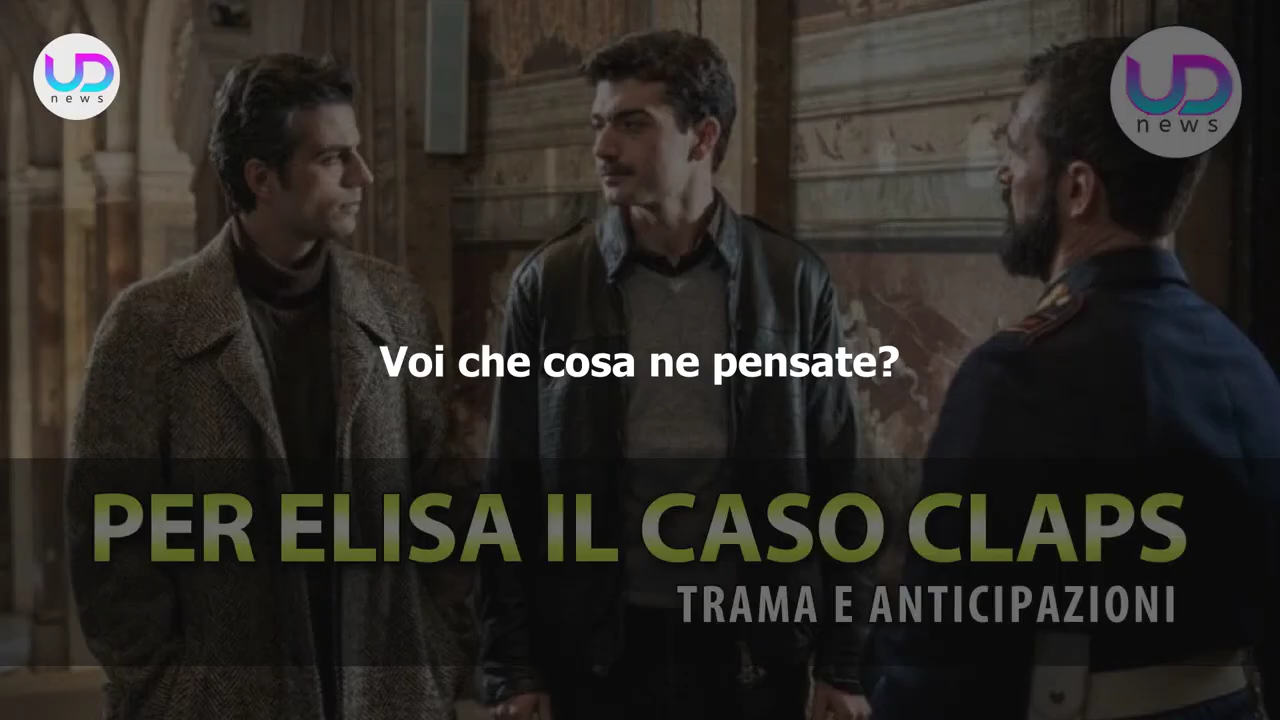 UD
news
UD
news
Voi che cosa ne pensate?
PER ELISA IL CASO CLAPS
TRAMA E ANTICIPAZIONI